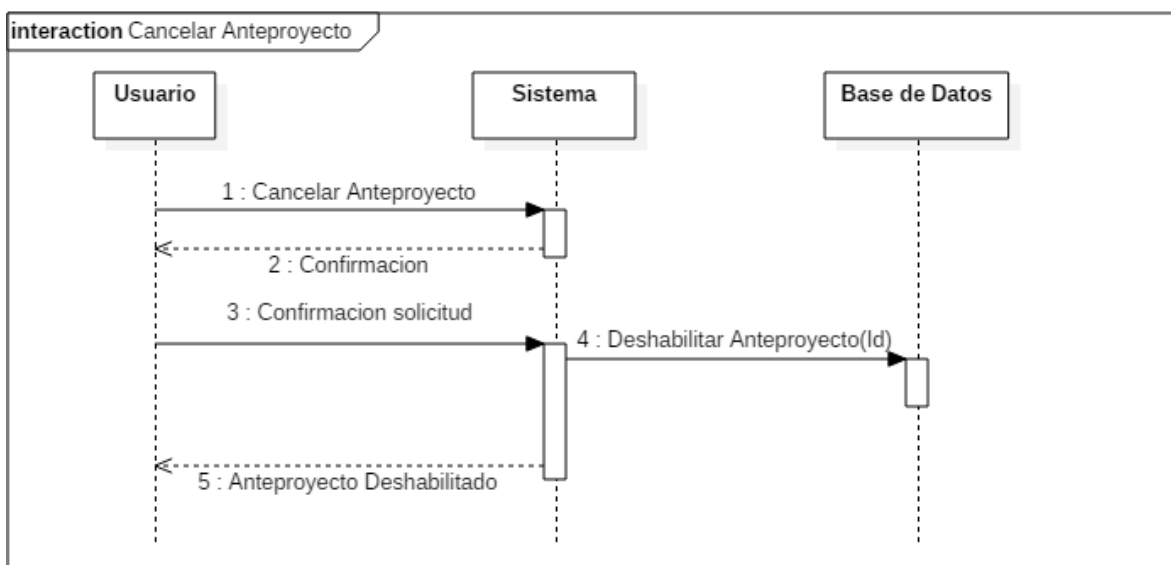 interaction Cancelar Anteproyecto
Usuario
Sistema
Base de Datos
1 : Cancelar Anteproyecto
2 : Confirmacion
3 : Confirmacion solicitud
4 : Deshabilitar Anteproyecto(Id)
5 : Anteproyecto Deshabilitado